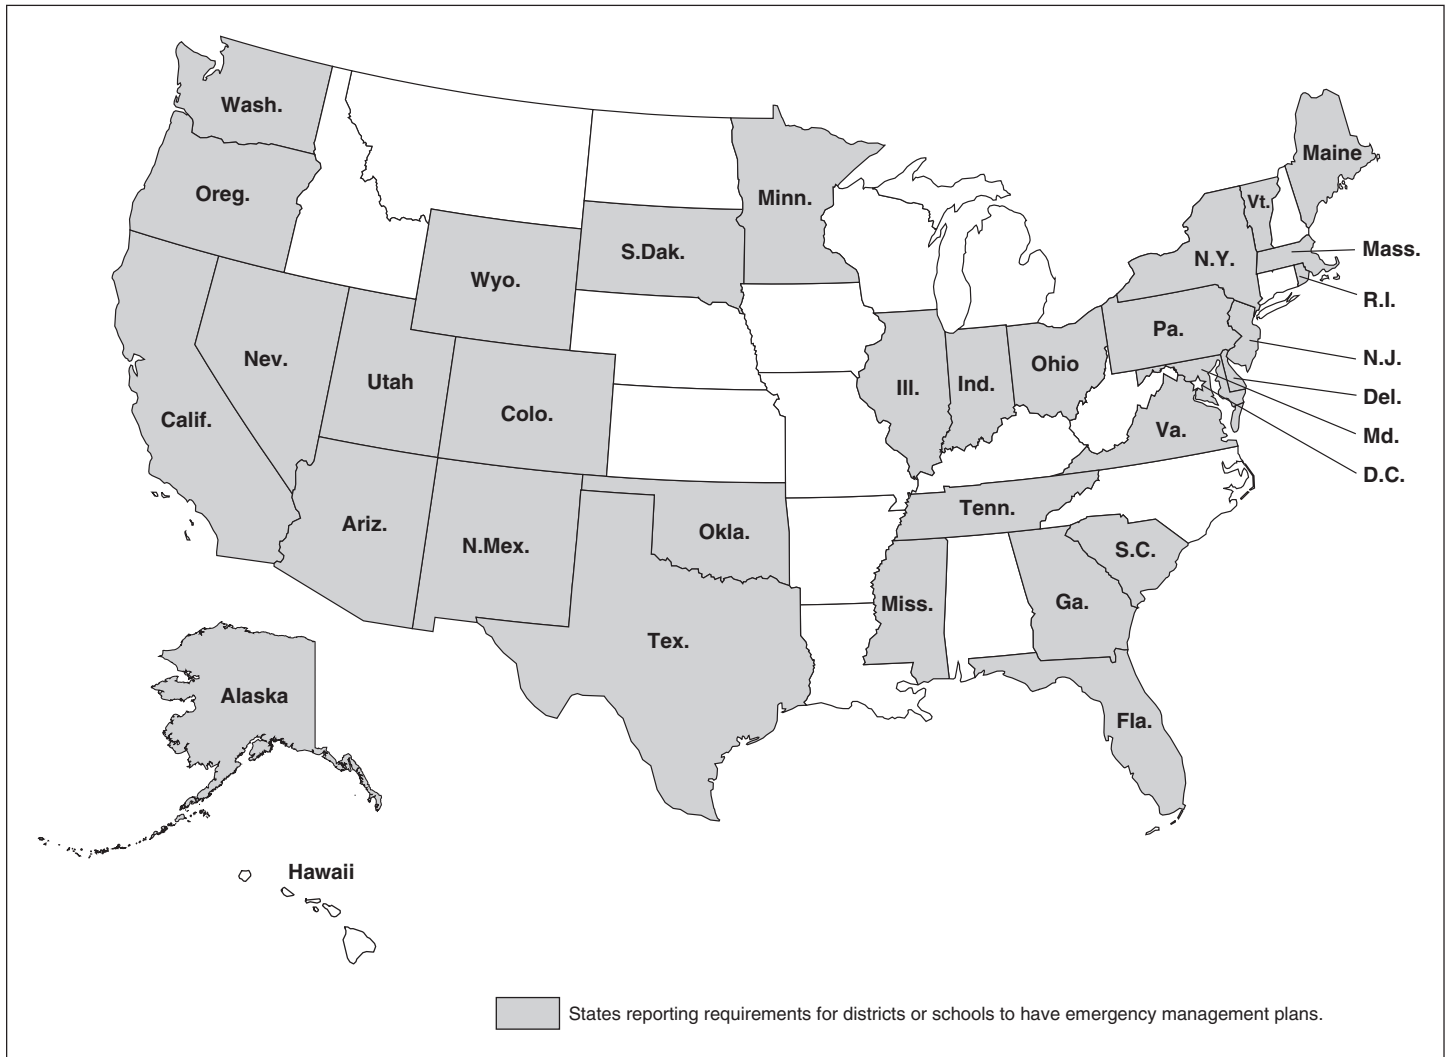 Wash.
Maine
Minn.
Oreg.
Vt.
Mass.
S.Dak.
N.Y.
Wyo.
R.I.
Pa.
Nev.
N.J.
Ohio
Utah
Ill.
Ind.
Del.
Colo.
Calif.
Va.
Md.
D.C.
Tenn.
Ariz.
Okla.
N.Mex.
S.C.
Miss.
Ga.
Tex.
Alaska
Fla.
Hawaii
States reporting requirements for districts or schools to have emergency management plans.